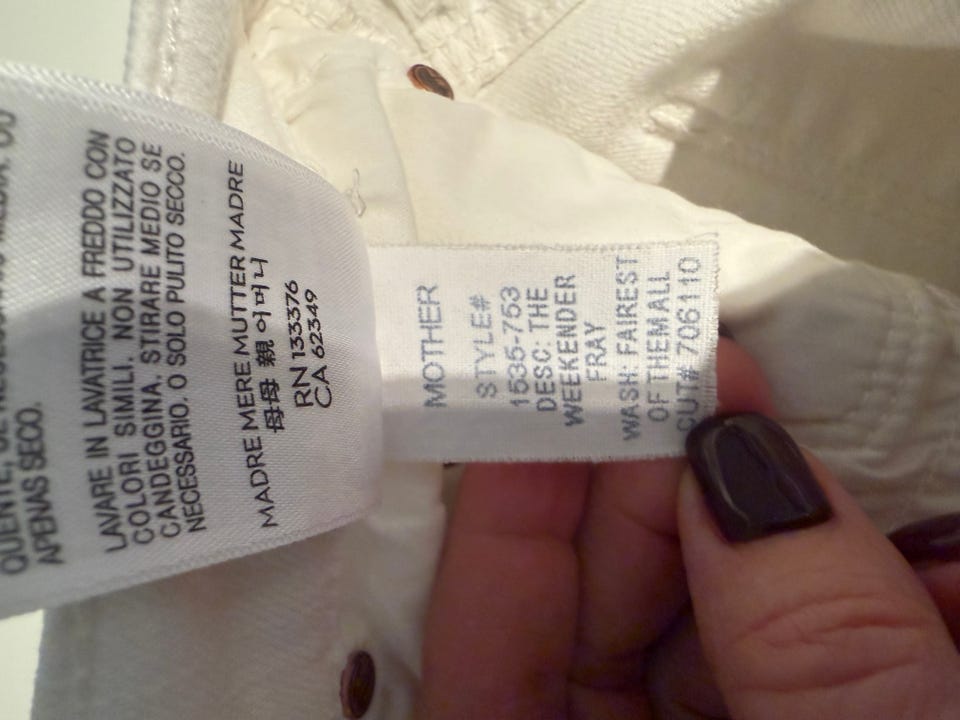 APENAS SECO.
LAVARE IN LAVATRICE A FREDDO CON
COLORI SIMILI. NON UTILIZZATO
CANDEGGINA. STIRARE MEDIO SE
NECESSARIO. O SOLO PULITO SECCO.
MADRE MERE MUTTER MADRE
母母 親 어머니
RN 133376
CA 62349
MOTHER
STYLE#
1535-753
DESC: THE
WEEKENDER
FRAY
WASH: FAIREST
OF THEM ALL
CUT# 706110